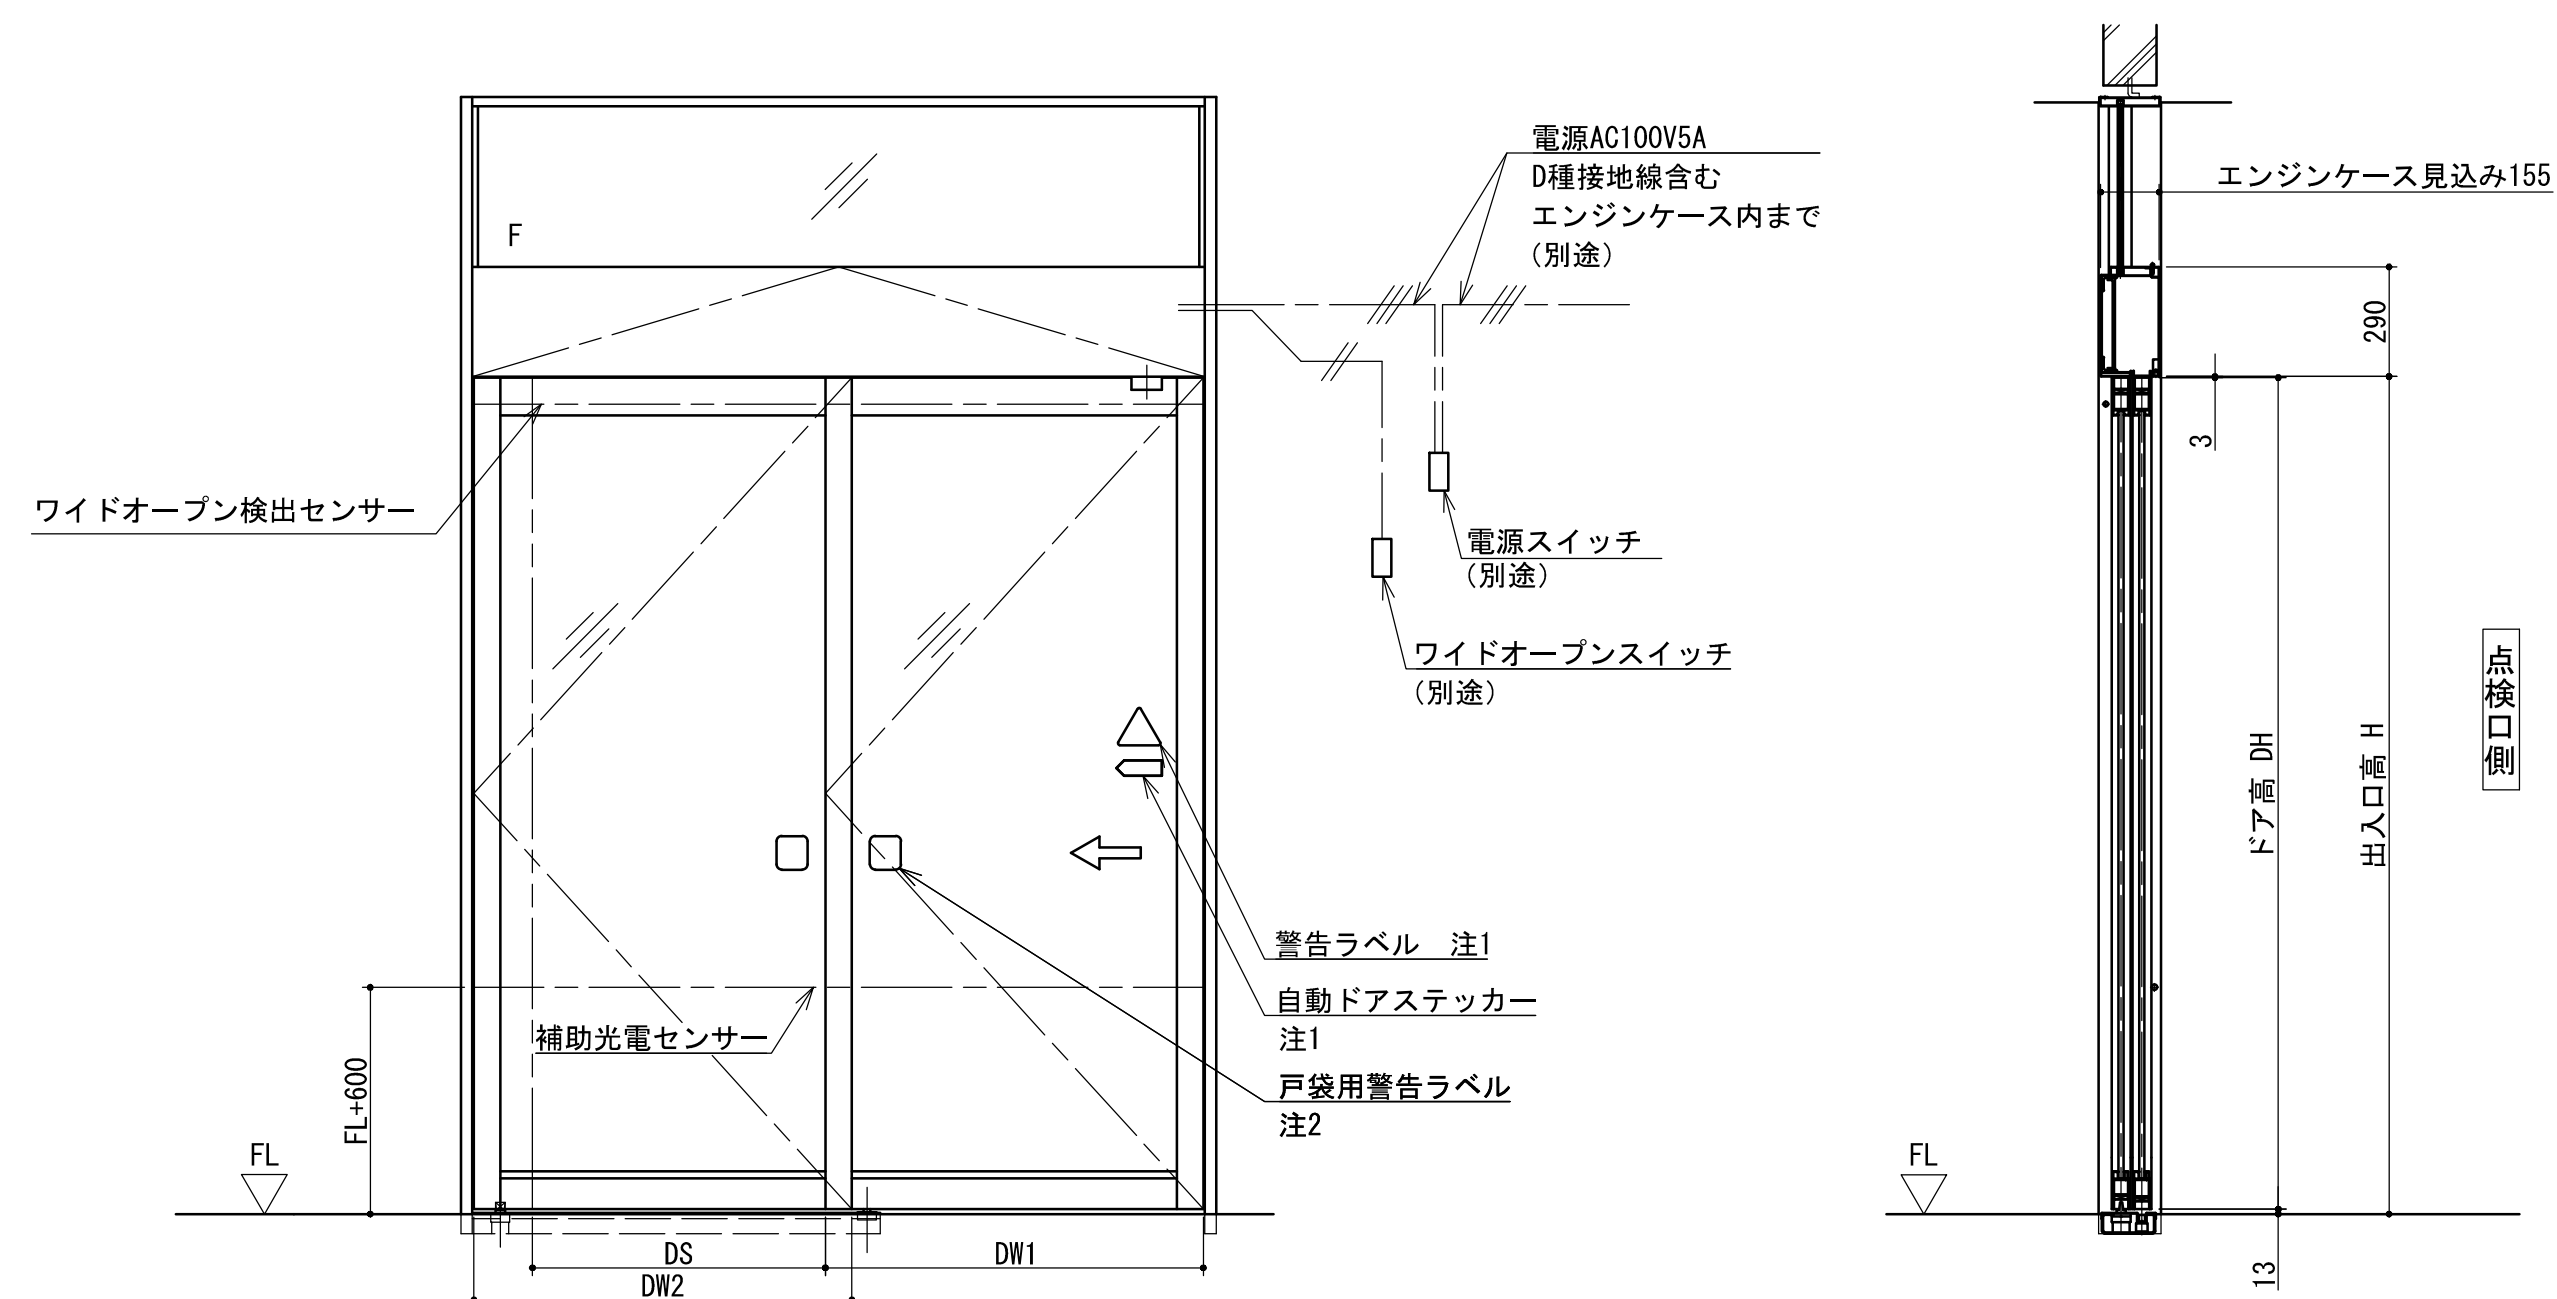 電源AC100V5A
D種接地線含む
エンジンケース内まで
(別途)
F
ワイドオープン検出センサー
電源スイッチ
(別途)
ワイドオープンスイッチ
(別途)
警告ラベル 注1
自動ドアステッカー
注1
戸袋用警告ラベル
注2
補助光電センサー
FL+600
FL
DS
DW1
DW2
エンジンケース見込み155
290
3
ドア高 DH
出入口高 H
点検口側
FL
13